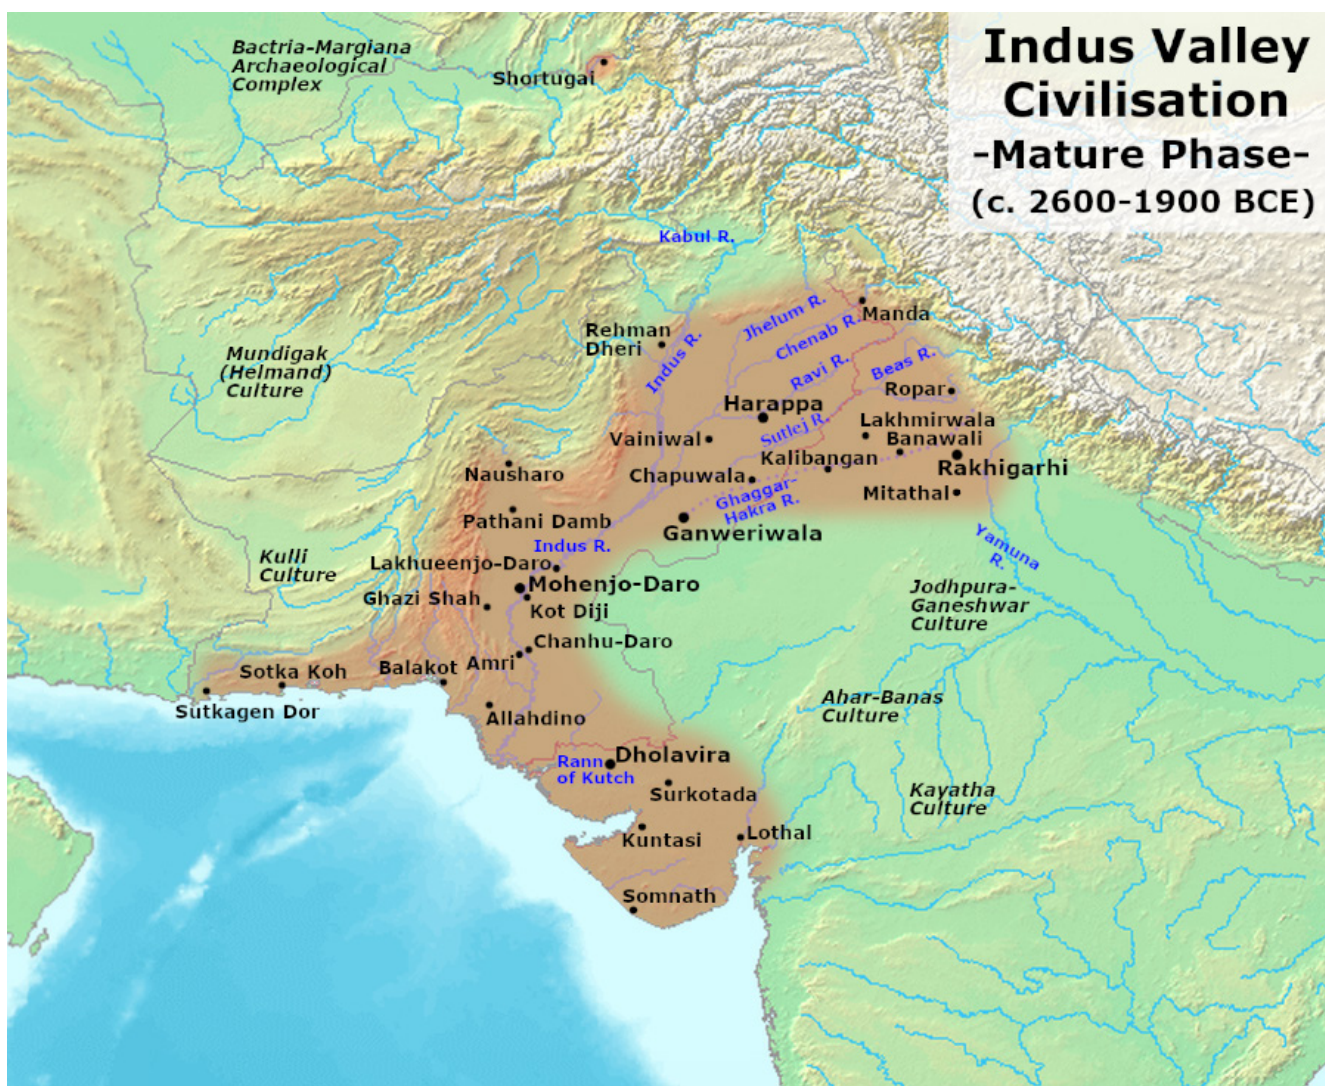 Indus Valley
Civilisation
-Mature Phase-
(c. 2600-1900 BCE)
Bactria-Margiana
Archaeological
Complex
Shortugai
Kabul R.
Mundigak
(Helmand)
Culture
Rehman
Dheri
Indus R.
Jhelum R.
Chenab R.
Manda
Ravi R.
Beas R.
Ropar
Harappa
Sutlej R.
Lakhmirwala
Banawali
Vainiwal
Kalibangan
Rakhigarhi
Nausharo
Chapuwala
Ghaggar-
Hakra R.
Mitathal
Pathani Damb
Ganweriwala
Indus R.
Yamuna
R.
Kulli
Culture
Lakhueenjo-Daro
Mohenjo-Daro
Ghazi Shah
Kot Diji
Jodhpura-
Ganeshwar
Culture
Chanhu-Daro
Amri
Balakot
Sotka Koh
Sutkagen Dor
Allahdino
Ahar-Banas
Culture
Dholavira
Rann
of Kutch
Surkotada
Kayatha
Culture
Kuntasi
Lothal
Somnath